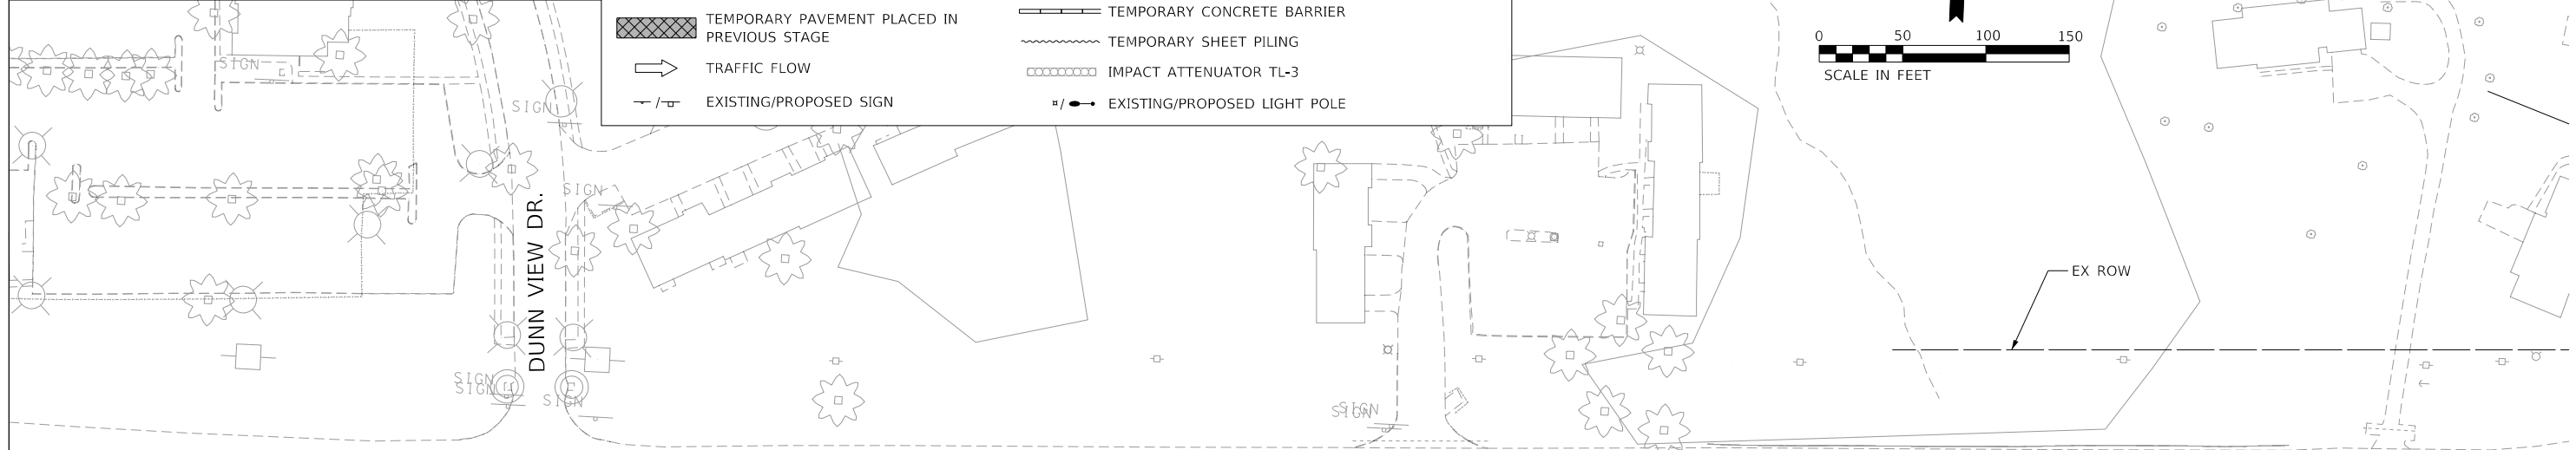 TEMPORARY PAVEMENT PLACED IN
PREVIOUS STAGE
TRAFFIC FLOW
EXISTING/PROPOSED SIGN
TEMPORARY CONCRETE BARRIER
TEMPORARY SHEET PILING
IMPACT ATTENUATOR TL-3
EXISTING/PROPOSED LIGHT POLE
0 50 100 150
SCALE IN FEET
SIGN
SIGN
SIGN
DUNN VIEW DR.
EX ROW
SIGN
SIGN
SIGN
SIGN
SIGN